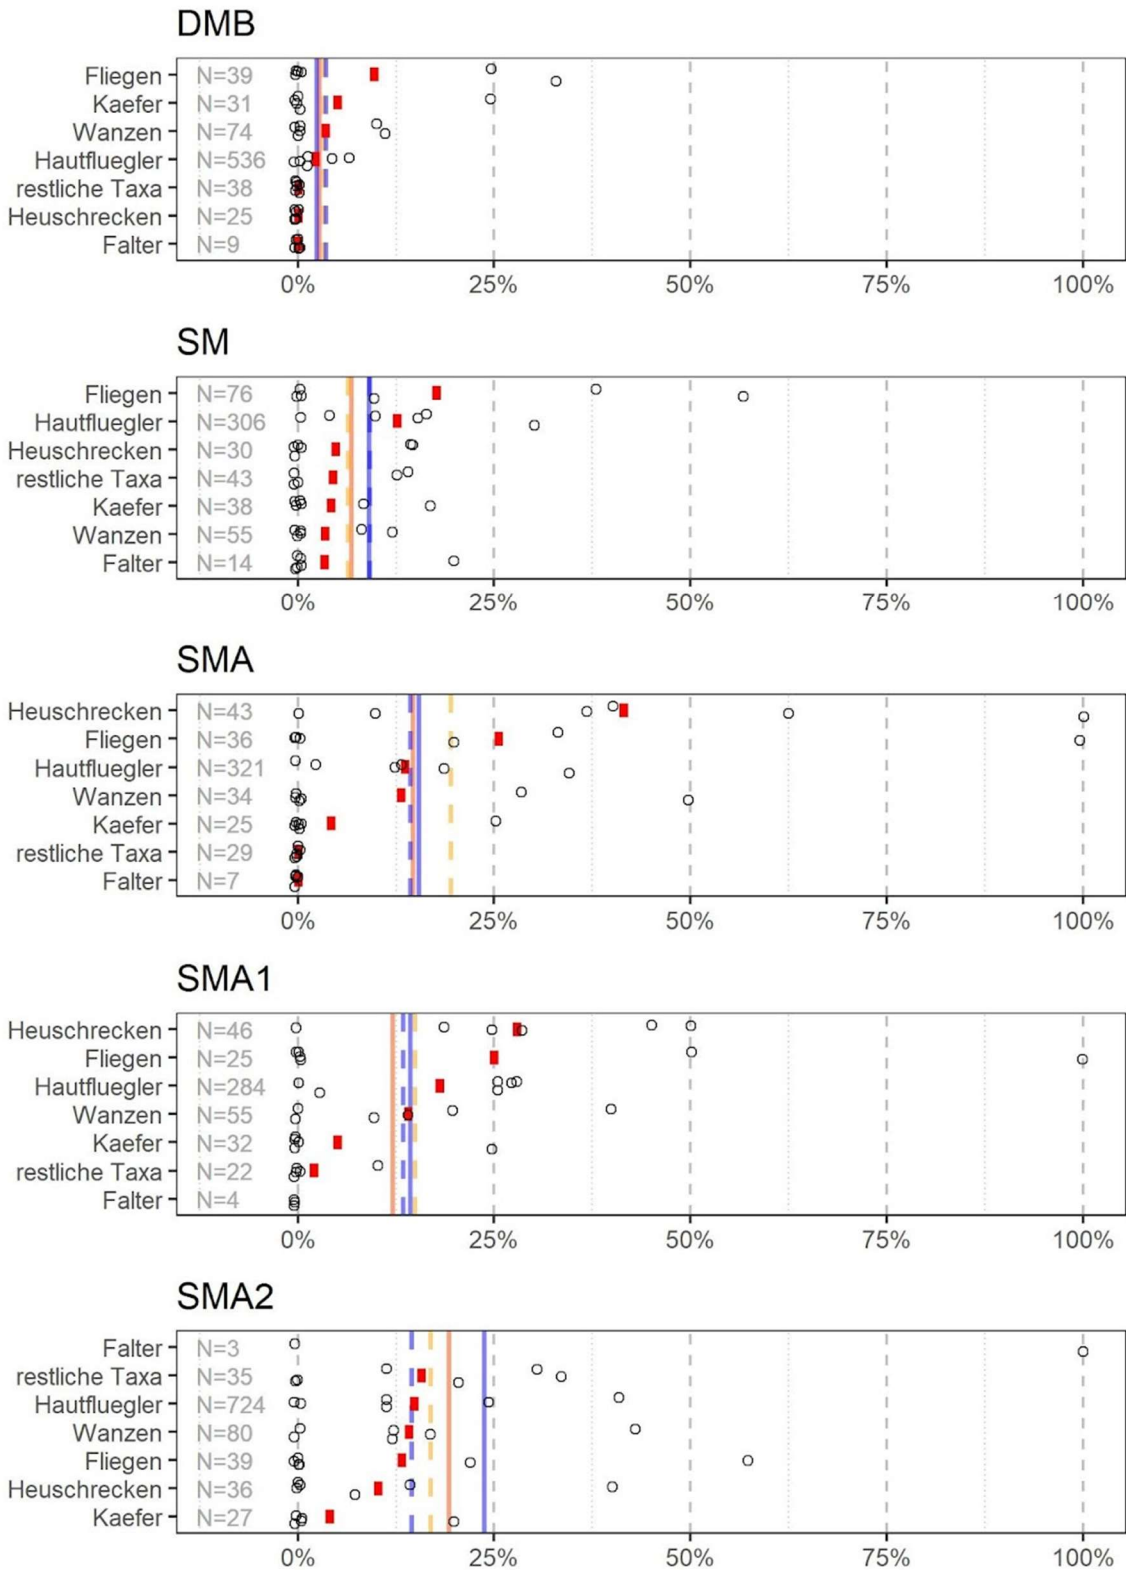 DMB
Fliegen N=39
Kaefer N=31
Wanzen N=74
Hautfluegler N=536
restliche Taxa N=38
Heuschrecken N=25
Falter N=9
0% 25% 50% 75% 100%
SM
Fliegen N=76
Hautfluegler N=306
Heuschrecken N=30
restliche Taxa N=43
Kaefer N=38
Wanzen N=55
Falter N=14
0% 25% 50% 75% 100%
SMA
Heuschrecken N=43
Fliegen N=36
Hautfluegler N=321
Wanzen N=34
Kaefer N=25
restliche Taxa N=29
Falter N=7
0% 25% 50% 75% 100%
SMA1
Heuschrecken N=46
Fliegen N=25
Hautfluegler N=284
Wanzen N=55
Kaefer N=32
restliche Taxa N=22
Falter N=4
0% 25% 50% 75% 100%
SMA2
Falter N=3
restliche Taxa N=35
Hautfluegler N=724
Wanzen N=80
Fliegen N=39
Heuschrecken N=36
Kaefer N=27
0% 25% 50% 75% 100%